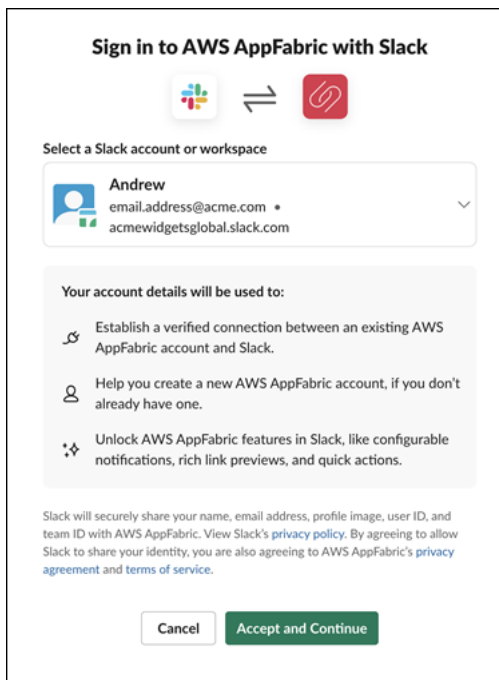 Sign in to AWS AppFabric with Slack
Select a Slack account or workspace
Andrew
email.address@acme.com •
acmewidgetsglobal.slack.com
Your account details will be used to:
Establish a verified connection between an existing AWS
AppFabric account and Slack.
Help you create a new AWS AppFabric account, if you don't
already have one.
Unlock AWS AppFabric features in Slack, like configurable
notifications, rich link previews, and quick actions.
Slack will securely share your name, email address, profile image, user ID, and
team ID with AWS AppFabric. View Slack's privacy policy. By agreeing to allow
Slack to share your identity, you are also agreeing to AWS AppFabric's privacy
agreement and terms of service.
Cancel
Accept and Continue